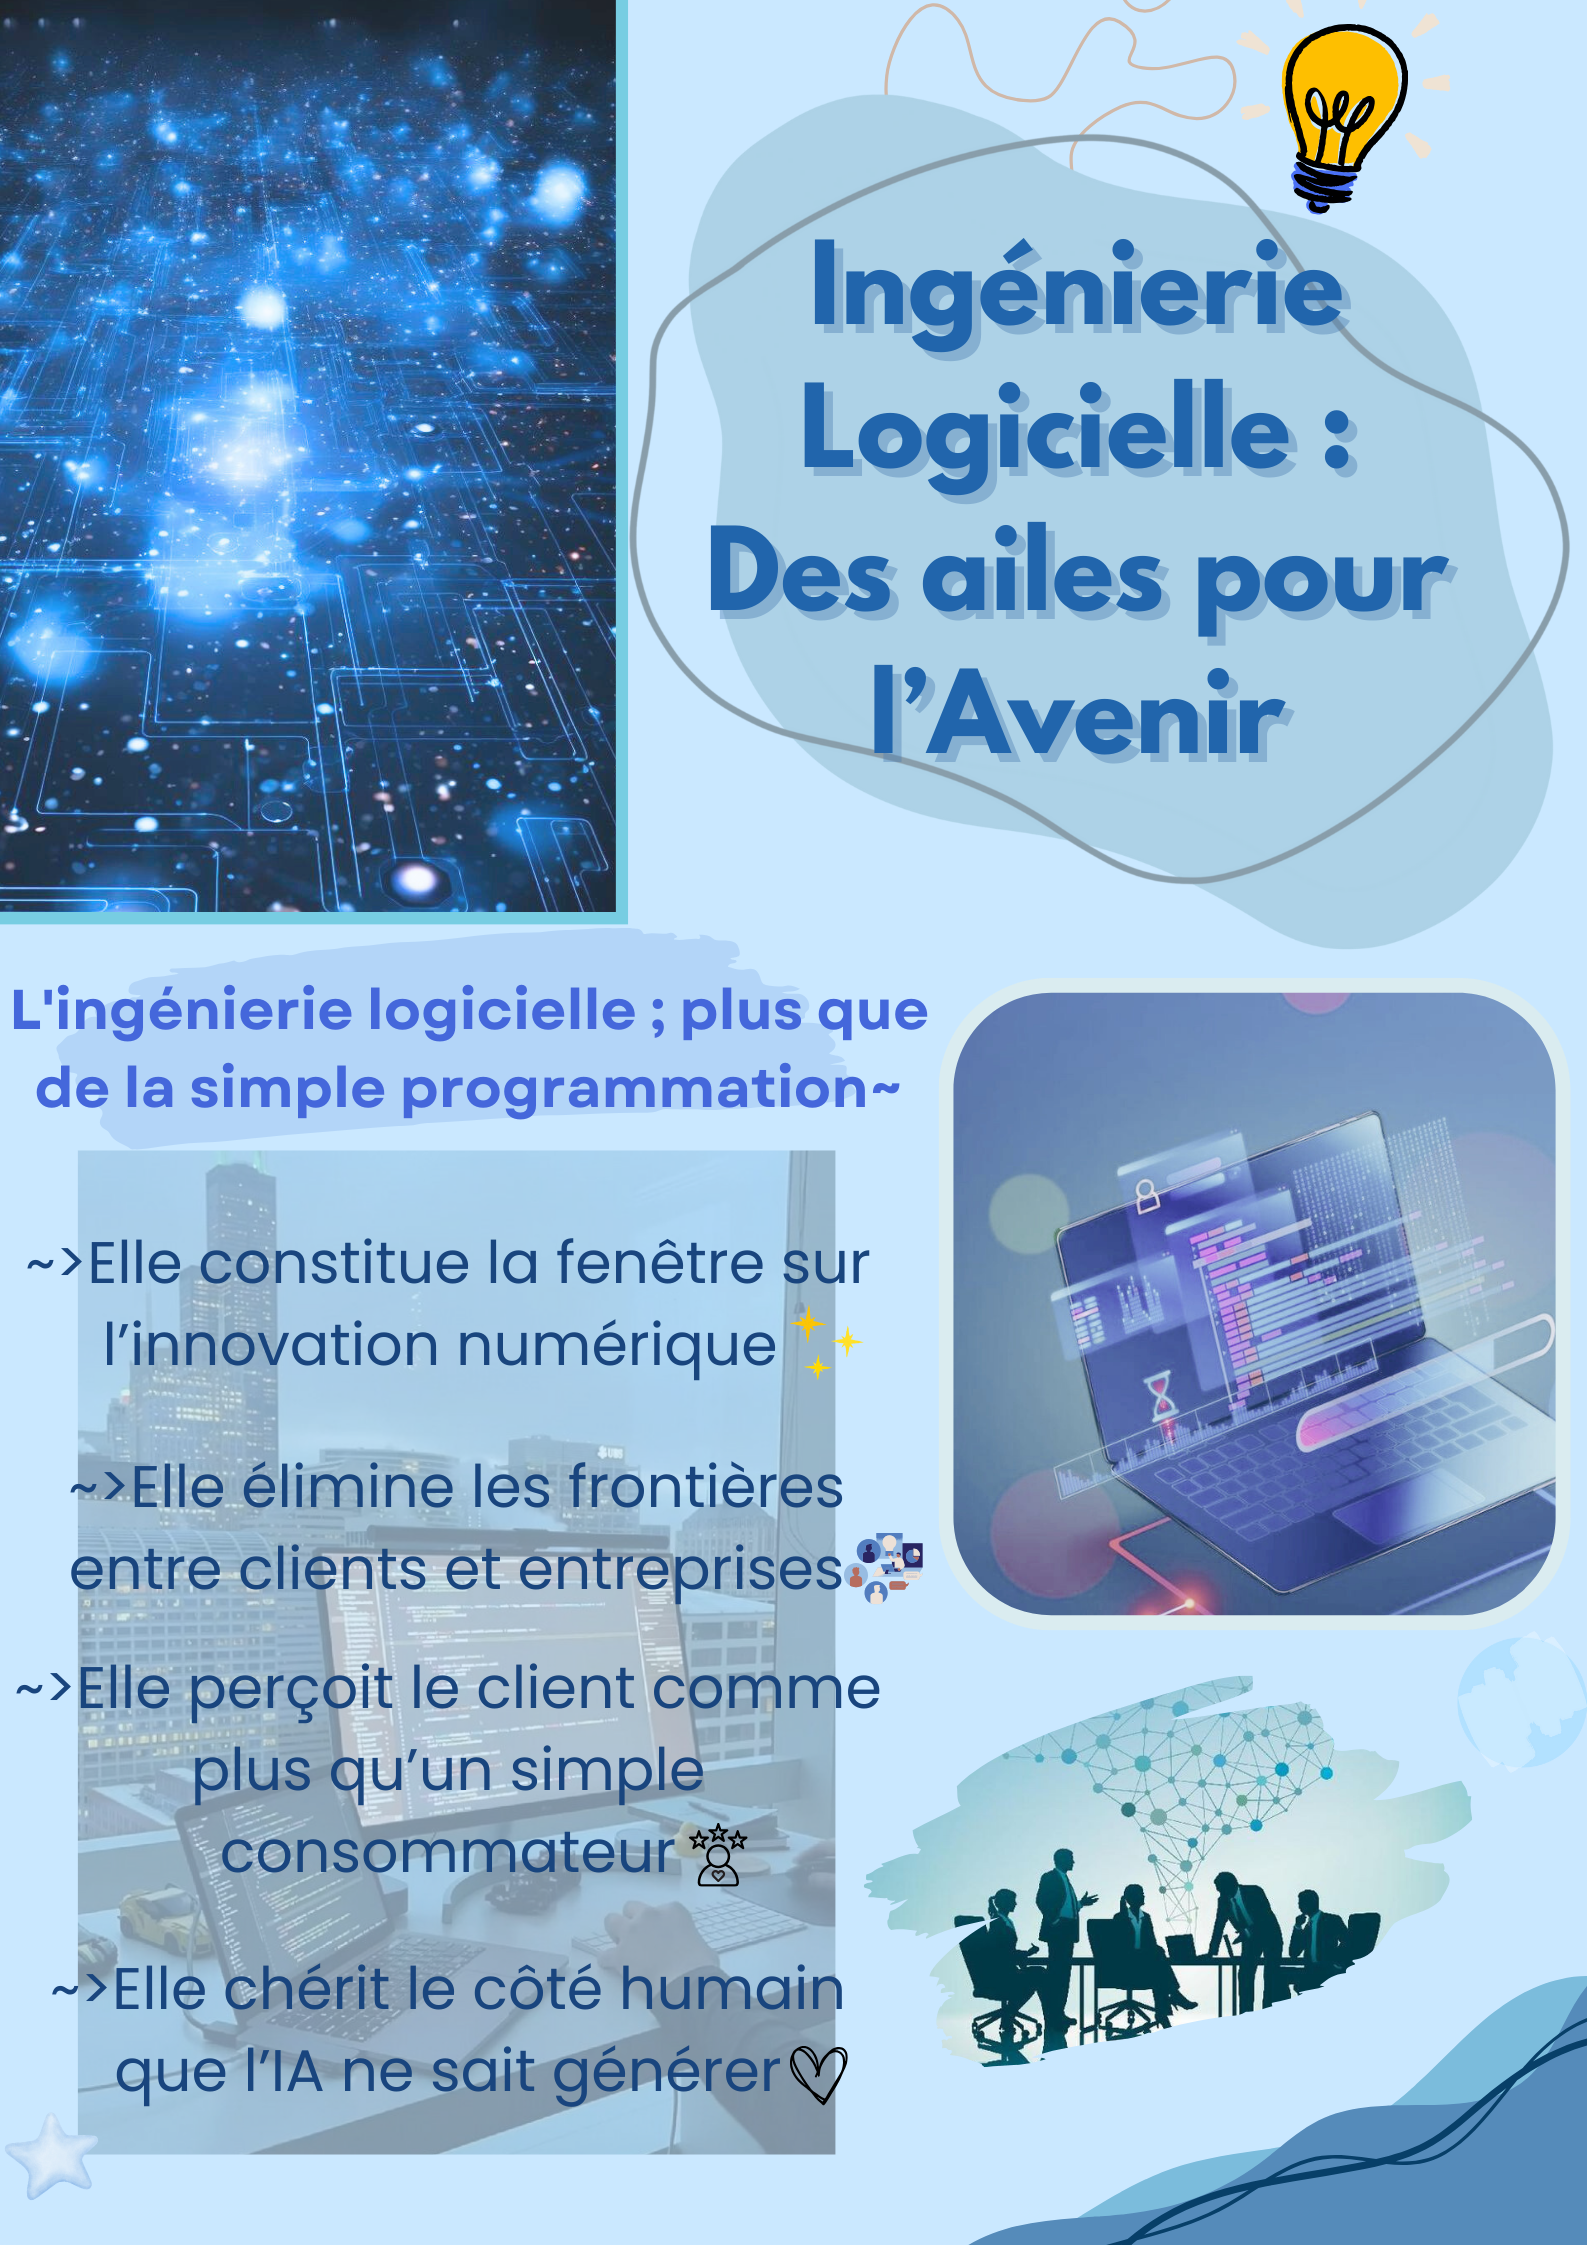 Ingénierie
Logicielle :
Des ailes pour
l’Avenir
L'ingénierie logicielle ; plus que
de la simple programmation~
~>Elle constitue la fenêtre sur
l’innovation numérique
~>Elle élimine les frontières
entre clients et entreprises
~>Elle perçoit le client comme
plus qu’un simple
consommateur
~>Elle chérit le côté humain
que l’IA ne sait générer
UBS